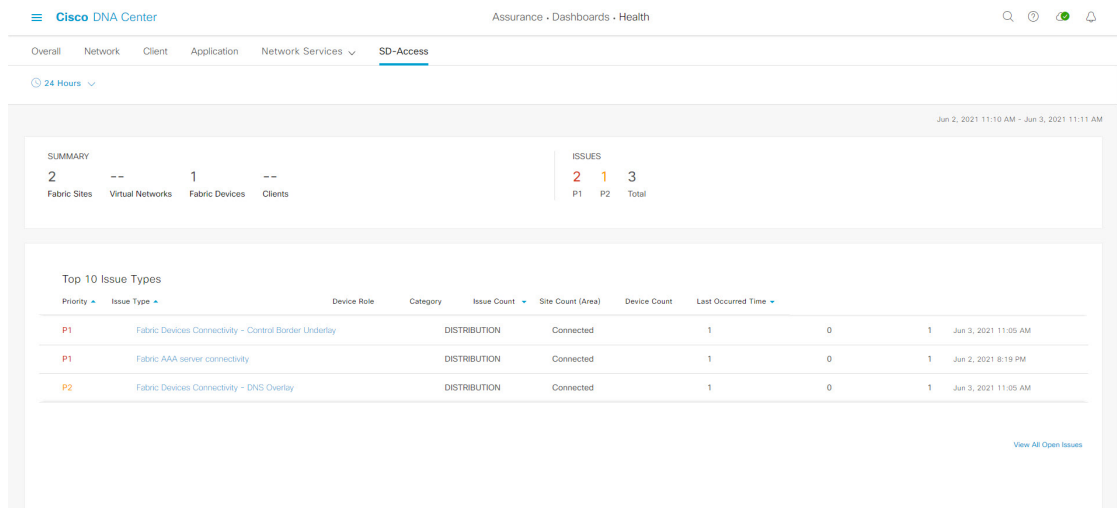 Cisco DNA Center
Assurance • Dashboards • Health
Overall Network Client Application Network Services SD-Access
24 Hours
Jun 2, 2021 11:10 AM - Jun 3, 2021 11:11 AM
SUMMARY
2 -- 1 --
Fabric Sites Virtual Networks Fabric Devices Clients
ISSUES
2 1 3
P1 P2 Total
Top 10 Issue Types
Priority Issue Type Device Role Category Issue Count Site Count (Area) Device Count Last Occurred Time
P1 Fabric Devices Connectivity - Control Border Underlay DISTRIBUTION Connected 1 0 1 Jun 3, 2021 11:05 AM
P1 Fabric AAA server connectivity DISTRIBUTION Connected 1 0 1 Jun 2, 2021 8:19 PM
P2 Fabric Devices Connectivity - DNS Overlay DISTRIBUTION Connected 1 0 1 Jun 3, 2021 11:05 AM
View All Open Issues